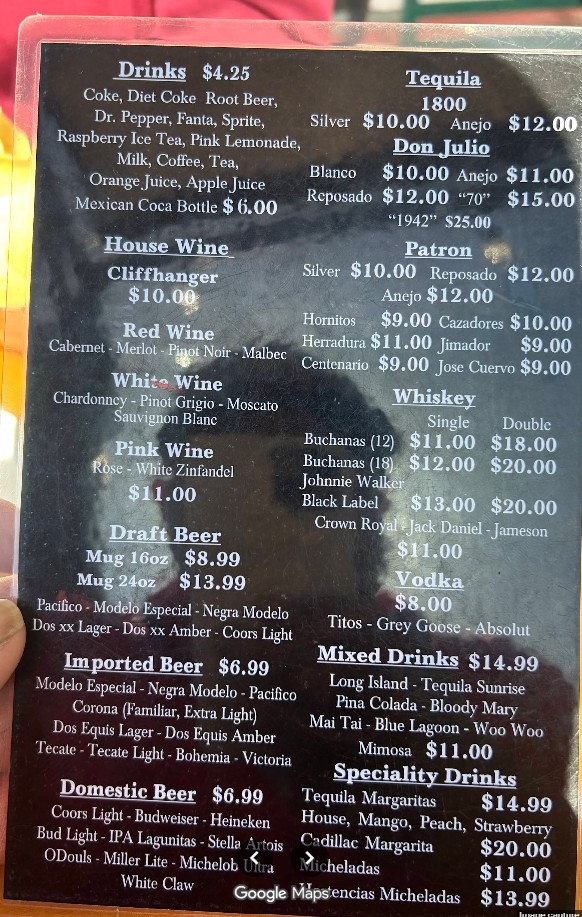 Drinks $4.25
Coke, Diet Coke Root Beer,
Dr. Pepper, Fanta, Sprite,
Raspberry Ice Tea, Pink Lemonade,
Milk, Coffee, Tea,
Orange Juice, Apple Juice
Mexican Coca Bottle $6.00
House Wine
Cliffhanger
$10.00
Red Wine
Cabernet - Merlot - Pinot Noir - Malbec
White Wine
Chardonney - Pinot Grigio - Moscato
Sauvignon Blanc
Pink Wine
Rose - White Zinfandel
$11.00
Draft Beer
Mug 16oz $8.99
Mug 24oz $13.99
Pacifico - Modelo Especial - Negra Modelo
Dos xx Lager - Dos xx Amber - Coors Light
Imported Beer $6.99
Modelo Especial - Negra Modelo - Pacifico
Corona (Familiar, Extra Light)
Dos Equis Lager - Dos Equis Amber
Tecate - Tecate Light - Bohemia - Victoria
Domestic Beer $6.99
Coors Light - Budweiser - Heineken
Bud Light - IPA Lagunitas - Stella Artois
ODouls - Miller Lite - Michelob Ultra
White Claw
Tequila
1800
Silver $10.00 Anejo $12.00
Don Julio
Blanco $10.00 Anejo $11.00
Reposado $12.00 "70" $15.00
"1942" $25.00
Patron
Silver $10.00 Reposado $12.00
Anejo $12.00
Hornitos $9.00 Cazadores $10.00
Herradura $11.00 Jimador $9.00
Centenario $9.00 Jose Cuervo $9.00
Whiskey
Single Double
Buchanas (12) $11.00 $18.00
Buchanas (18) $12.00 $20.00
Johnnie Walker
Black Label $13.00 $20.00
Crown Royal - Jack Daniel - Jameson
$11.00
Vodka
$8.00
Titos - Grey Goose - Absolut
Mixed Drinks $14.99
Long Island - Tequila Sunrise
Pina Colada - Bloody Mary
Mai Tai - Blue Lagoon - Woo Woo
Mimosa $11.00
Speciality Drinks
Tequila Margaritas $14.99
House, Mango, Peach, Strawberry
Cadillac Margarita $20.00
Micheladas $11.00
Micheladas $13.99
Google Maps